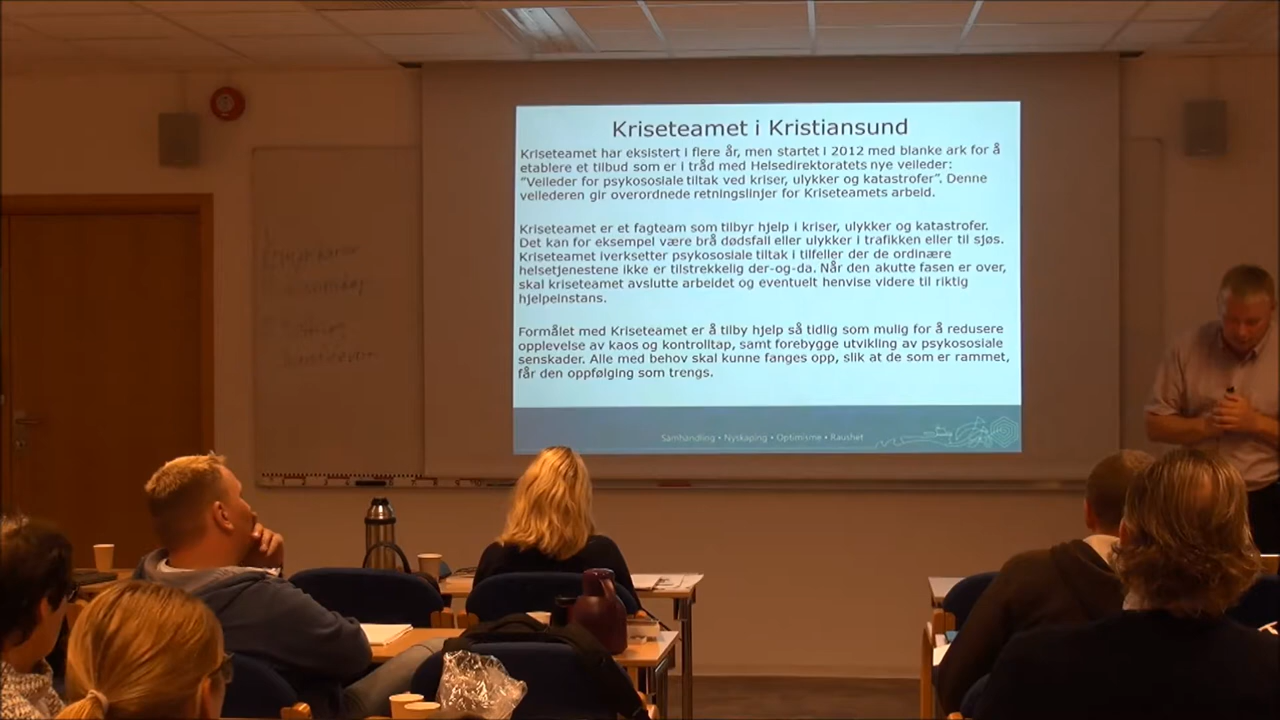 Kriseteamet i Kristiansund
Kriseteamet har eksistert i flere år, men startet i 2012 med blanke ark for å
etablere et tilbud som er i tråd med Helsedirektoratets nye veileder:
"Veileder for psykososiale tiltak ved kriser, ulykker og katastrofer". Denne
veilederen gir overordnede retningslinjer for Kriseteamets arbeid.
Kriseteamet er et fagteam som tilbyr hjelp i kriser, ulykker og katastrofer.
Det kan for eksempel være brå dødsfall eller ulykker i trafikken eller til sjøs.
Kriseteamet iverksetter psykososiale tiltak i tilfeller der de ordinære
helsetjenestene ikke er tilstrekkelig der-og-da. Når den akutte fasen er over,
skal kriseteamet avslutte arbeidet og eventuelt henvise videre til riktig
hjelpeinstans.
Formålet med Kriseteamet er å tilby hjelp så tidlig som mulig for å redusere
opplevelse av kaos og kontrolltap, samt forebygge utvikling av psykososiale
senskader. Alle med behov skal kunne fanges opp, slik at de som er rammet,
får den oppfølging som trengs.
Samhandling • Nyskaping • Optimisme • Raushet